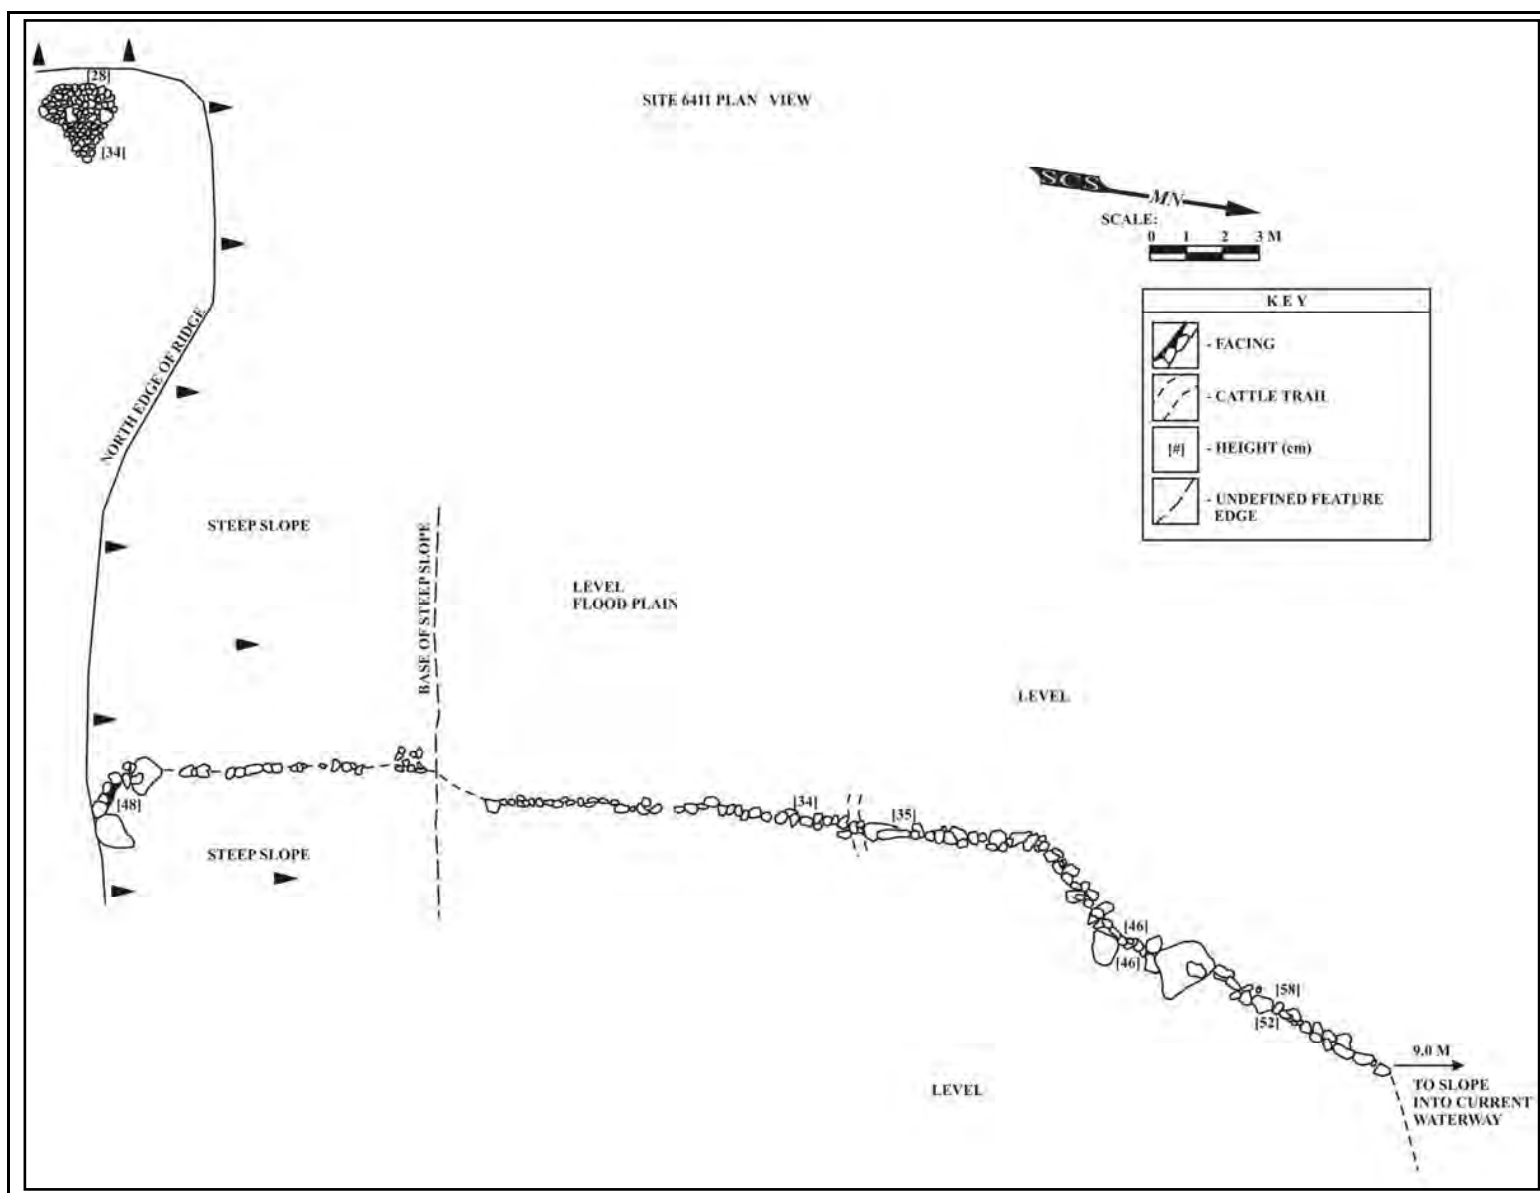 [28]
SITE 6411 PLAN VIEW
[34]
SCS
MN
SCALE:
0 1 2 3 M
KEY
- FACING
- CATTLE TRAIL
[#] - HEIGHT (cm)
- UNDEFINED FEATURE
EDGE
NORTH EDGE OF RIDGE
STEEP SLOPE
BASE OF STEEP SLOPE
LEVEL
FLOOD PLAIN
LEVEL
[48]
[34]
[35]
STEEP SLOPE
[46]
[46]
[58]
[52]
9.0 M
TO SLOPE
INTO CURRENT
WATERWAY
LEVEL